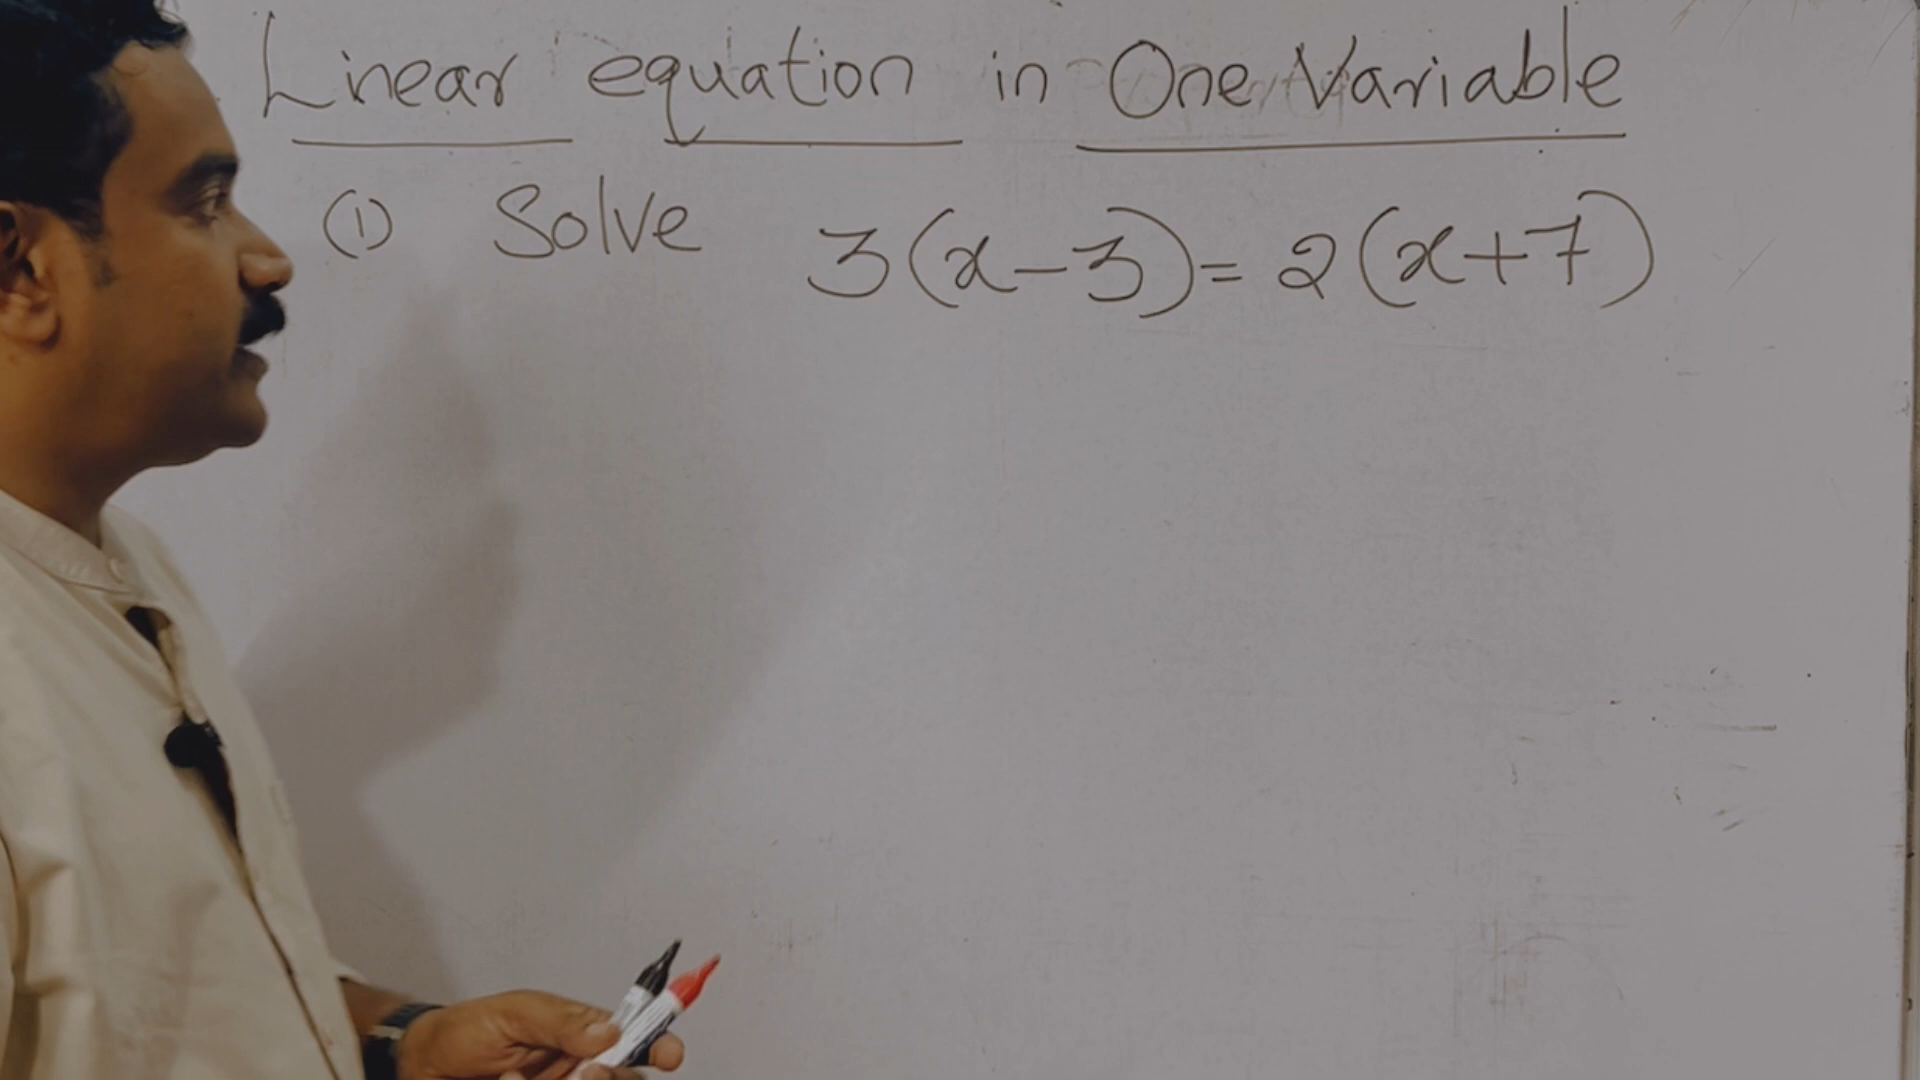 Linear equation in One Variable
① Solve 3(x-3)= 2(x+7)